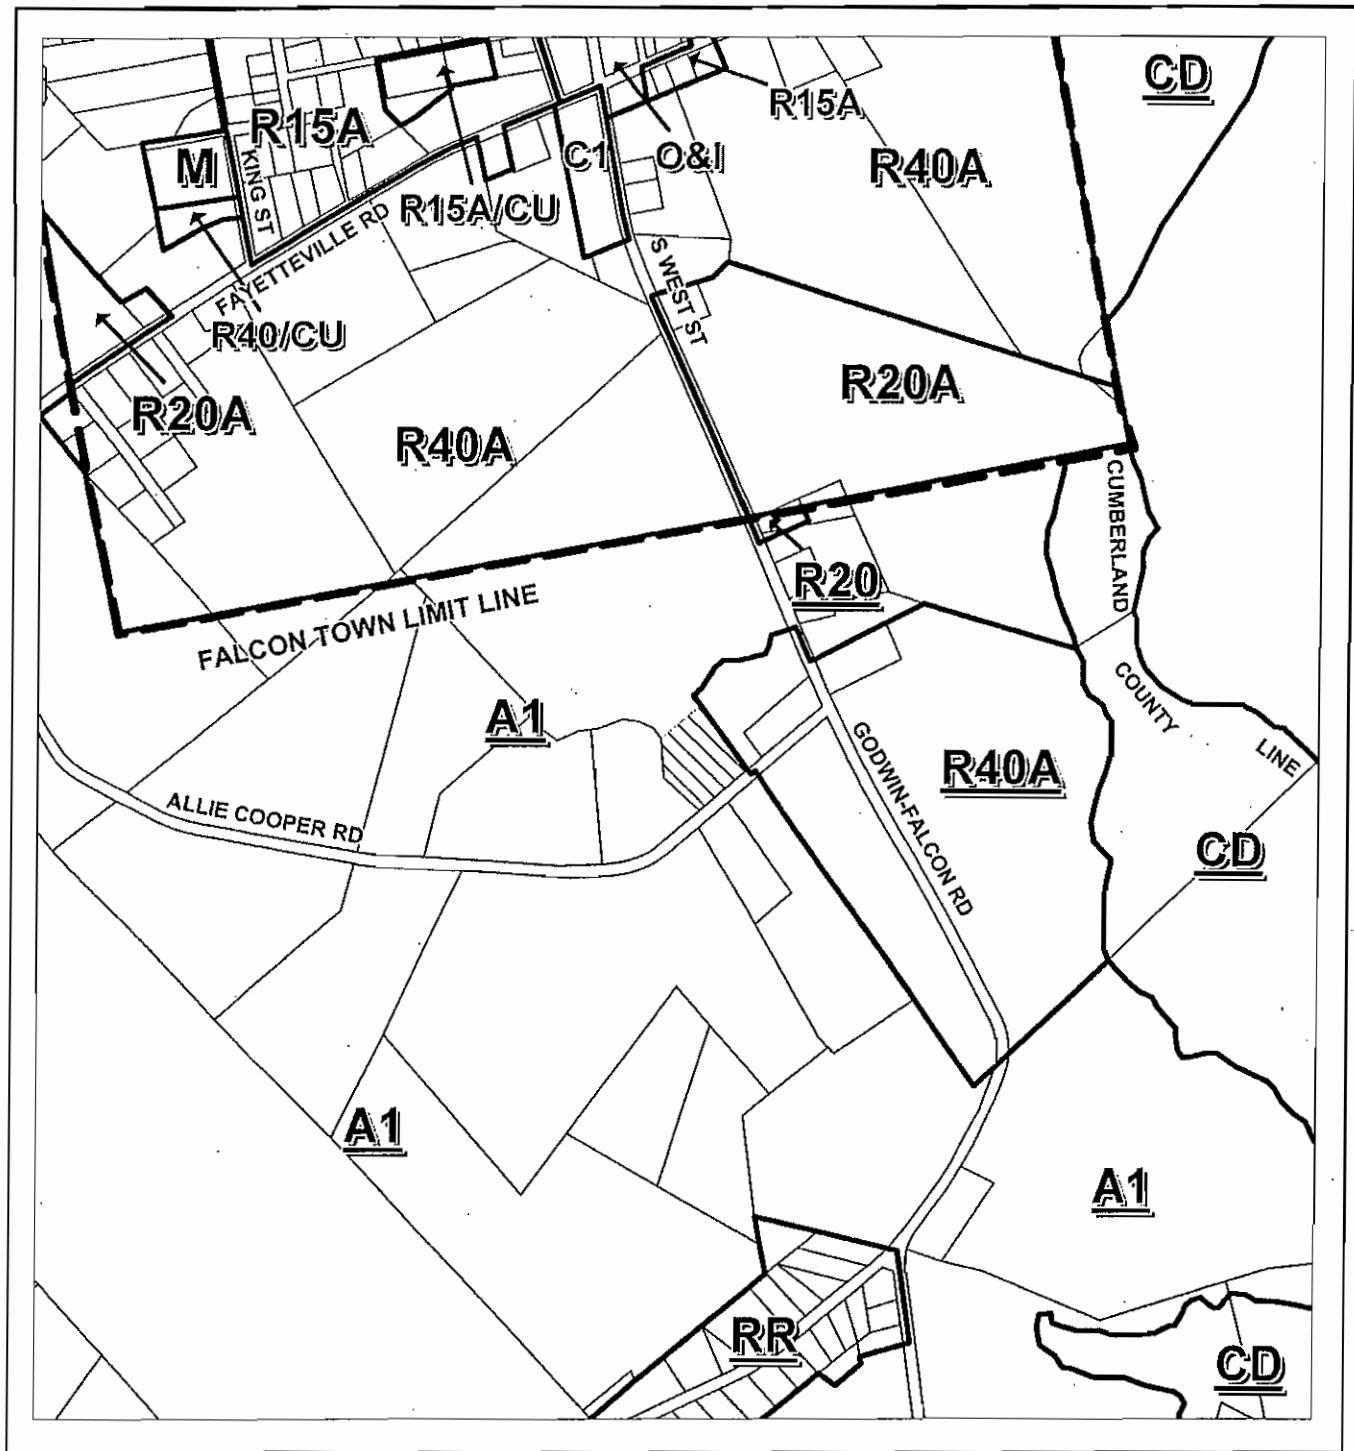 CD
R15A
R15A
M
C1
O&I
R40A
KING ST
R15A/CU
FAYETTEVILLE RD
S WEST ST
R40/CU
R20A
R20A
R40A
CUMBERLAND
COUNTY
LINE
R20
FALCON TOWN LIMIT LINE
A1
GODWIN-FALCON RD
R40A
ALLIE COOPER RD
CD
A1
A1
RR
CD